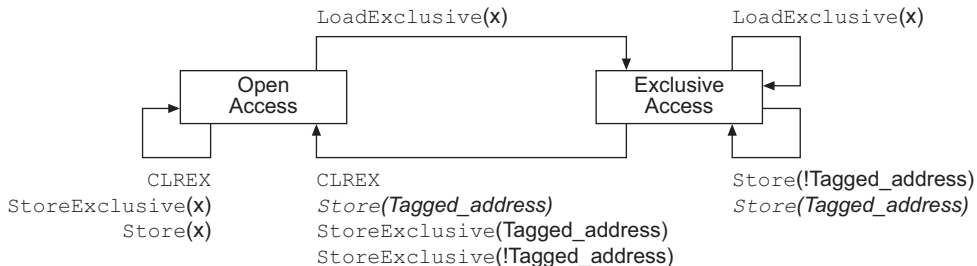 LoadExclusive(x)
LoadExclusive(x)
Open
Access
Exclusive
Access
CLREX
StoreExclusive(x)
Store(x)
CLREX
Store(Tagged_address)
StoreExclusive(Tagged_address)
StoreExclusive(!Tagged_address)
Store(!Tagged_address)
Store(Tagged_address)